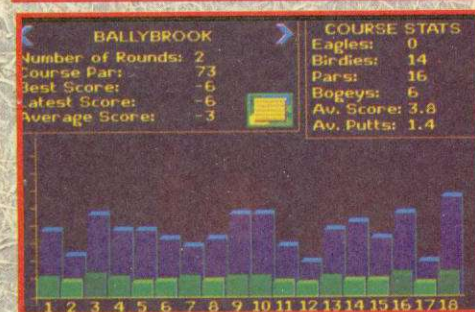 BALLYBROOK
Number of Rounds: 2
Course Par: 73
Best Score: -6
Latest Score: -6
Average Score: -3
COURSE STATS
Eagles: 0
Birdies: 14
Pars: 16
Bogeys: 6
Av. Score: 3.8
Av. Putts: 1.4
1 2 3 4 5 6 7 8 9 10 11 12 13 14 15 16 17 18